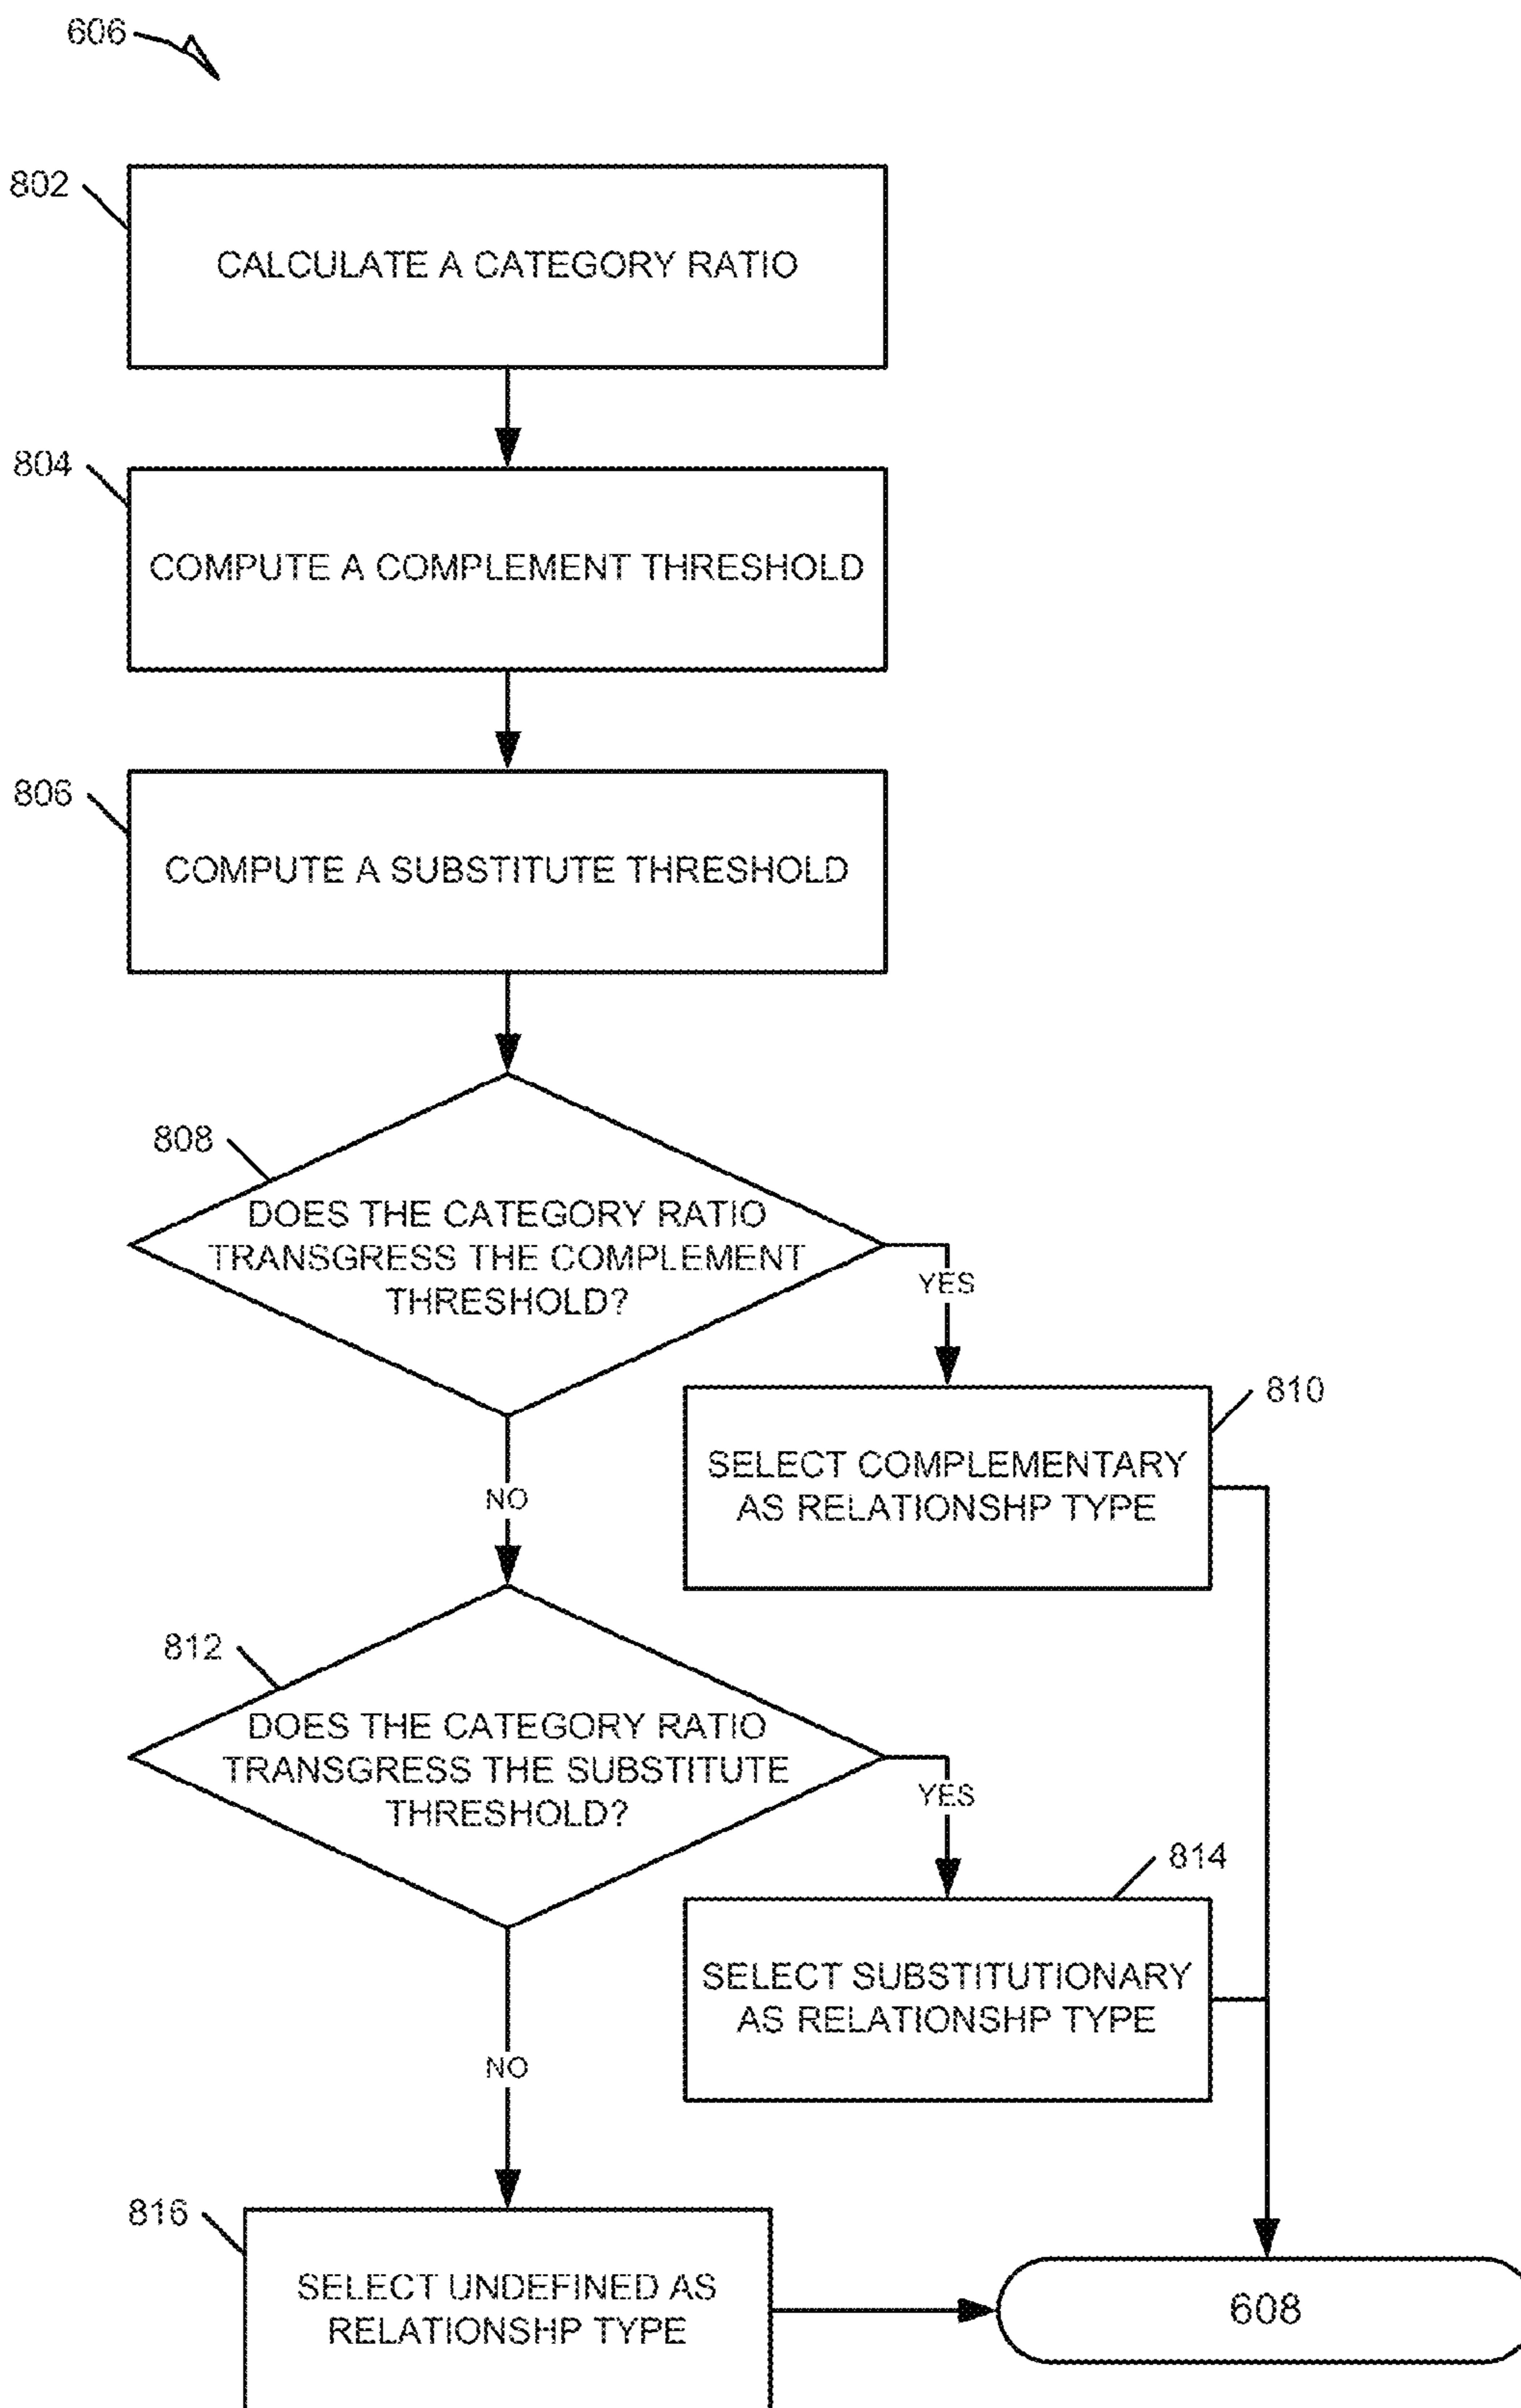 606
802
CALCULATE A CATEGORY RATIO
804
COMPUTE A COMPLEMENT THRESHOLD
806
COMPUTE A SUBSTITUTE THRESHOLD
808
DOES THE CATEGORY RATIO
TRANSGRESS THE COMPLEMENT
THRESHOLD?
YES
810
SELECT COMPLEMENTARY
AS RELATIONSHP TYPE
NO
812
DOES THE CATEGORY RATIO
TRANSGRESS THE SUBSTITUTE
THRESHOLD?
YES
814
SELECT SUBSTITUTIONARY
AS RELATIONSHP TYPE
NO
816
SELECT UNDEFINED AS
RELATIONSHP TYPE
608